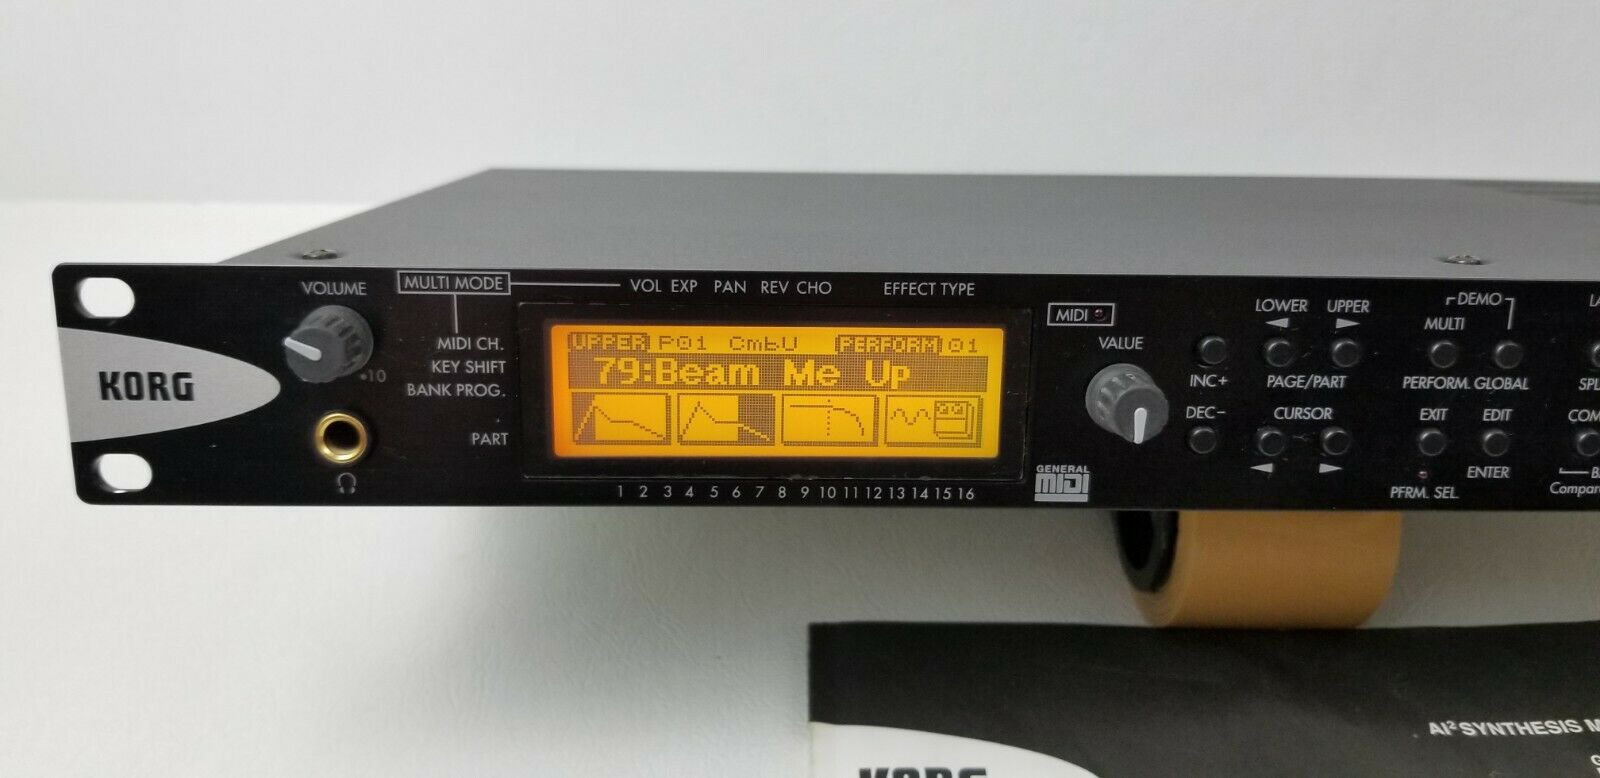 MULTI MODE
VOL EXP PAN REV CHO EFFECT TYPE
VOLUME
•10
MIDI CH.
KEY SHIFT
BANK PROG.
PART
KORG
UPPER P01 CmbU PERFORM 01
79:Beam Me Up
1 2 3 4 5 6 7 8 9 10 11 12 13 14 15 16
MIDI
VALUE
GENERAL
MIDI
LOWER UPPER
INC+ PAGE/PART
DEC− CURSOR
DEMO
MULTI
PERFORM. GLOBAL
EXIT EDIT
ENTER
PFRM. SEL.
AI² SYNTHESIS M
KORG